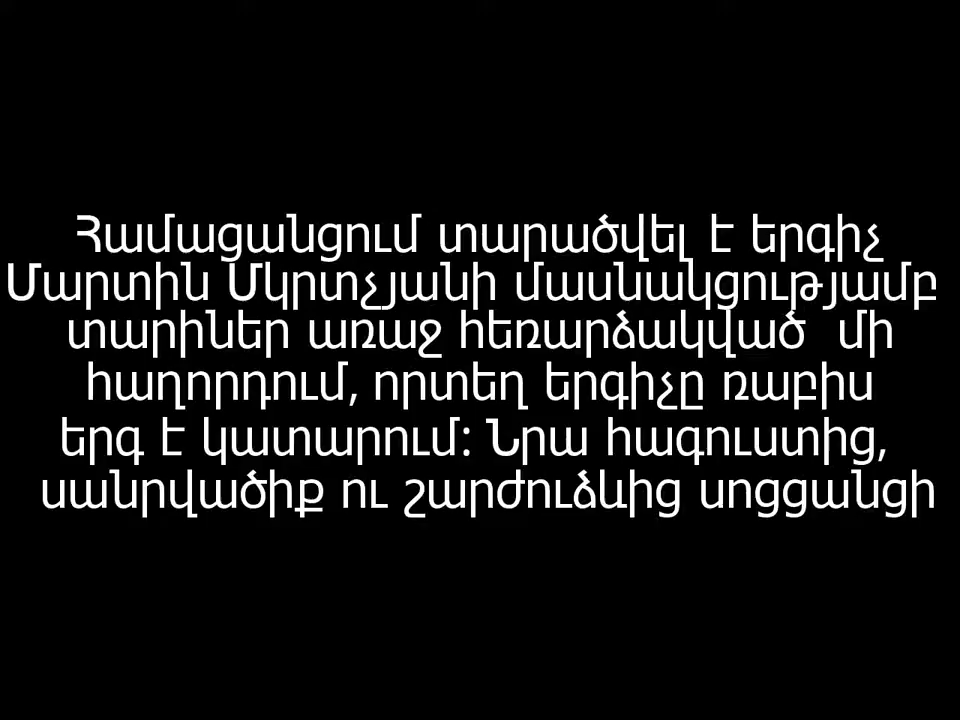 Համացանցում տարածվել է երգիչ
Մարտին Մկրտչյանի մասնակցությամբ
տարիներ առաջ հեռարձակված մի
հաղորդում, որտեղ երգիչը ռաբիս
երգ է կատարում: Նրա հագուստից,
սանրվածիք ու շարժուձևից սոցցանցի